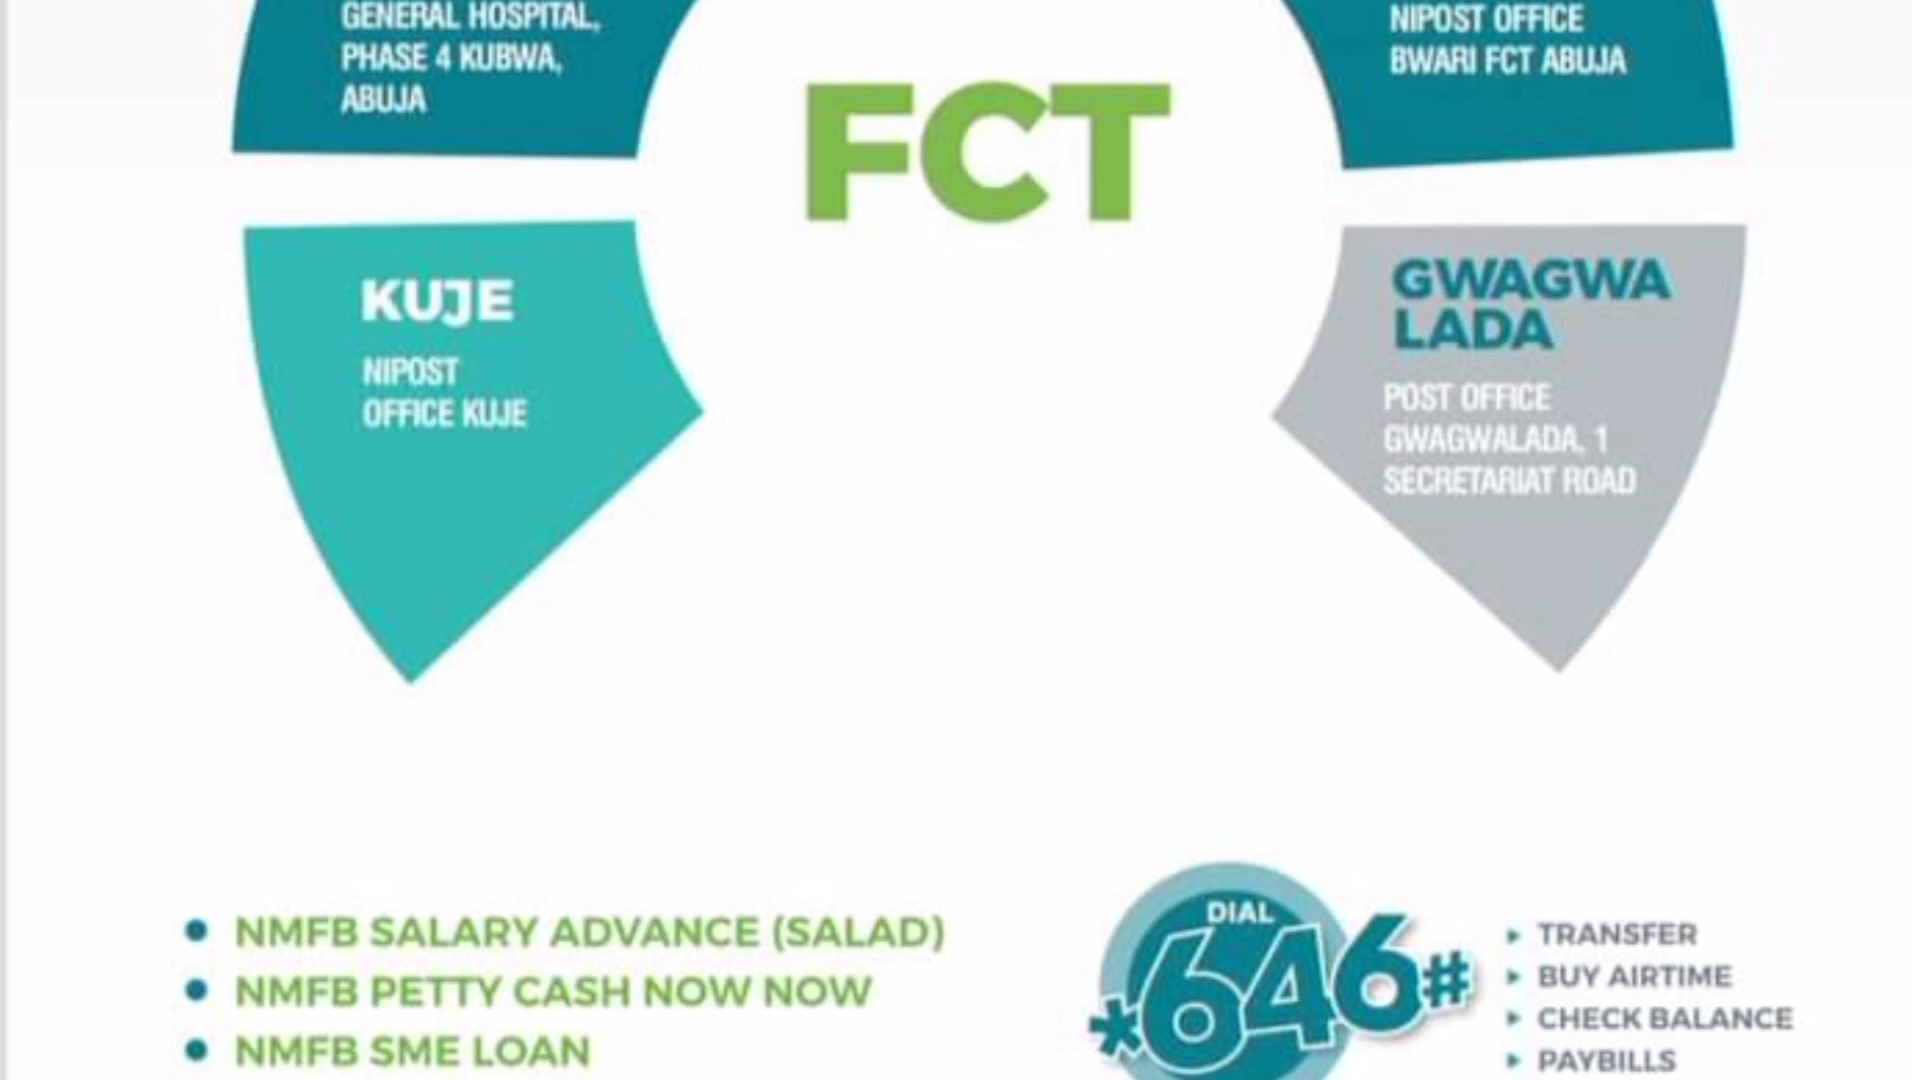 GENERAL HOSPITAL,
PHASE 4 KUBWA,
ABUJA
NIPOST OFFICE
BWARI FCT ABUJA
FCT
KUJE
NIPOST
OFFICE KUJE
GWAGWA
LADA
POST OFFICE
GWAGWALADA, 1
SECRETARIAT ROAD
• NMFB SALARY ADVANCE (SALAD)
• NMFB PETTY CASH NOW NOW
• NMFB SME LOAN
DIAL
*646#
▸ TRANSFER
▸ BUY AIRTIME
▸ CHECK BALANCE
▸ PAYBILLS